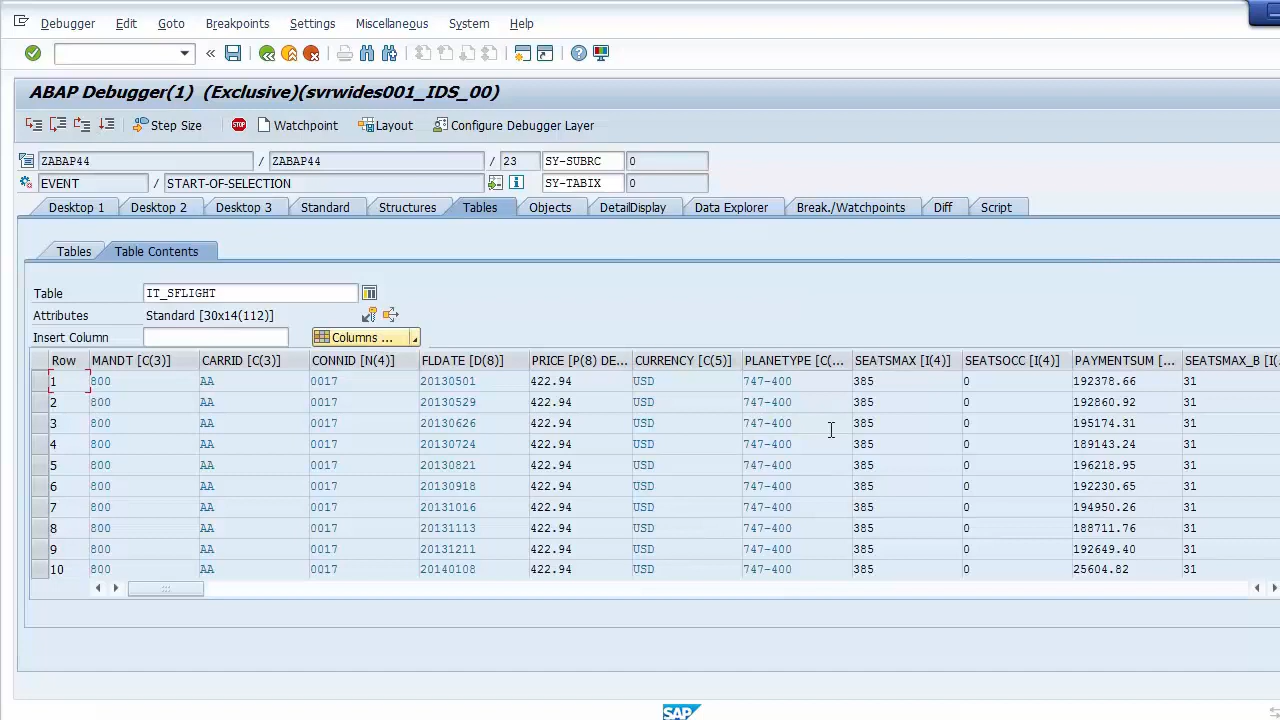 Debugger Edit Goto Breakpoints Settings Miscellaneous System Help
ABAP Debugger(1) (Exclusive)(svrwides001_IDS_00)
Step Size STOP Watchpoint Layout Configure Debugger Layer
ZABAP44 / ZABAP44 / 23 SY-SUBRC 0
EVENT / START-OF-SELECTION SY-TABIX 0
Desktop 1 Desktop 2 Desktop 3 Standard Structures Tables Objects DetailDisplay Data Explorer Break./Watchpoints Diff Script
Tables Table Contents
Table IT_SFLIGHT
Attributes Standard [30x14(112)]
Insert Column Columns ...
Row MANDT [C(3)] CARRID [C(3)] CONNID [N(4)] FLDATE [D(8)] PRICE [P(8) DE... CURRENCY [C(5)] PLANETYPE [C(... SEATSMAX [I(4)] SEATSOCC [I(4)] PAYMENTSUM [... SEATSMAX_B [I(
1 800 AA 0017 20130501 422.94 USD 747-400 385 0 192378.66 31
2 800 AA 0017 20130529 422.94 USD 747-400 385 0 192860.92 31
3 800 AA 0017 20130626 422.94 USD 747-400 385 0 195174.31 31
4 800 AA 0017 20130724 422.94 USD 747-400 385 0 189143.24 31
5 800 AA 0017 20130821 422.94 USD 747-400 385 0 196218.95 31
6 800 AA 0017 20130918 422.94 USD 747-400 385 0 192230.65 31
7 800 AA 0017 20131016 422.94 USD 747-400 385 0 194950.26 31
8 800 AA 0017 20131113 422.94 USD 747-400 385 0 188711.76 31
9 800 AA 0017 20131211 422.94 USD 747-400 385 0 192649.40 31
10 800 AA 0017 20140108 422.94 USD 747-400 385 0 25604.82 31
SAP